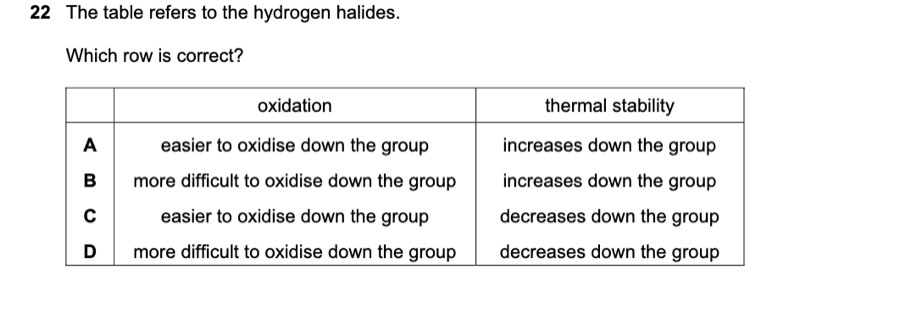 22 The table refers to the hydrogen halides.
Which row is correct?
oxidation thermal stability
A easier to oxidise down the group increases down the group
B more difficult to oxidise down the group increases down the group
C easier to oxidise down the group decreases down the group
D more difficult to oxidise down the group decreases down the group